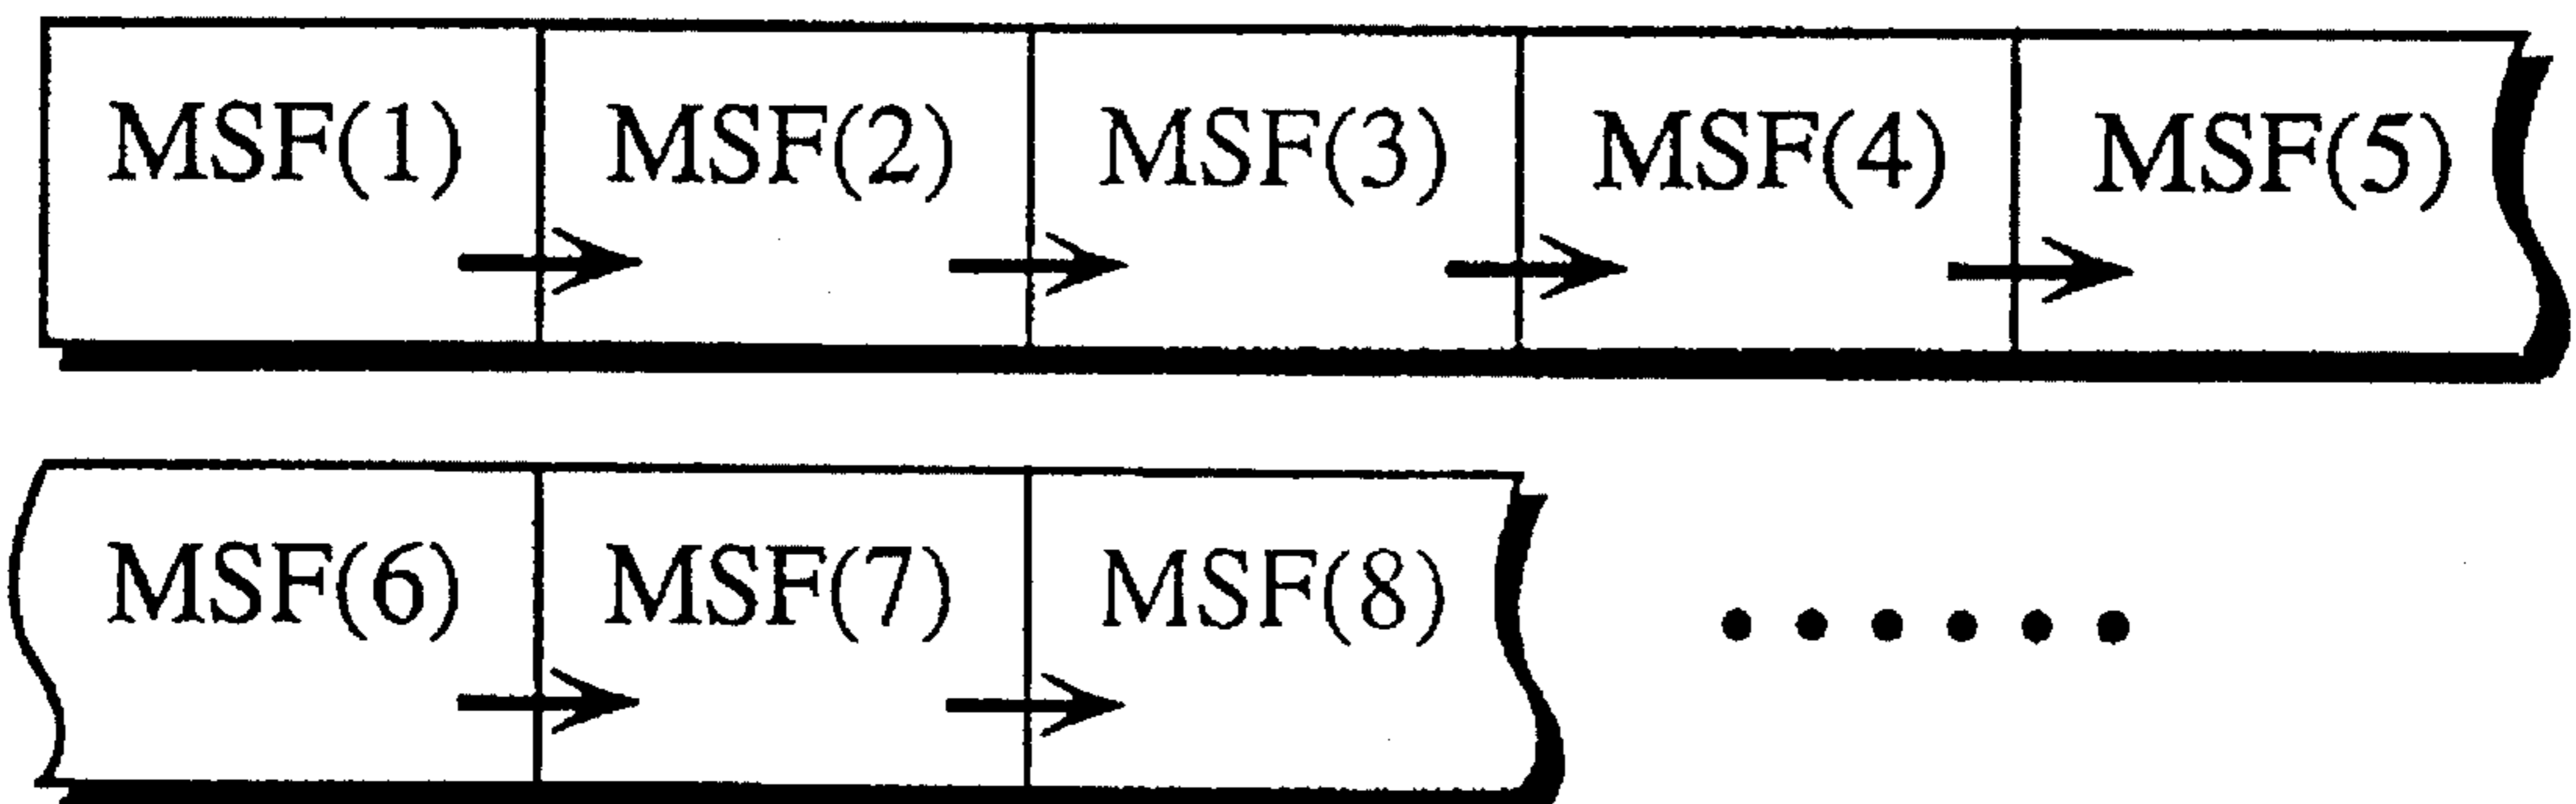 MSF(1) MSF(2) MSF(3) MSF(4) MSF(5)
MSF(6) MSF(7) MSF(8) ......